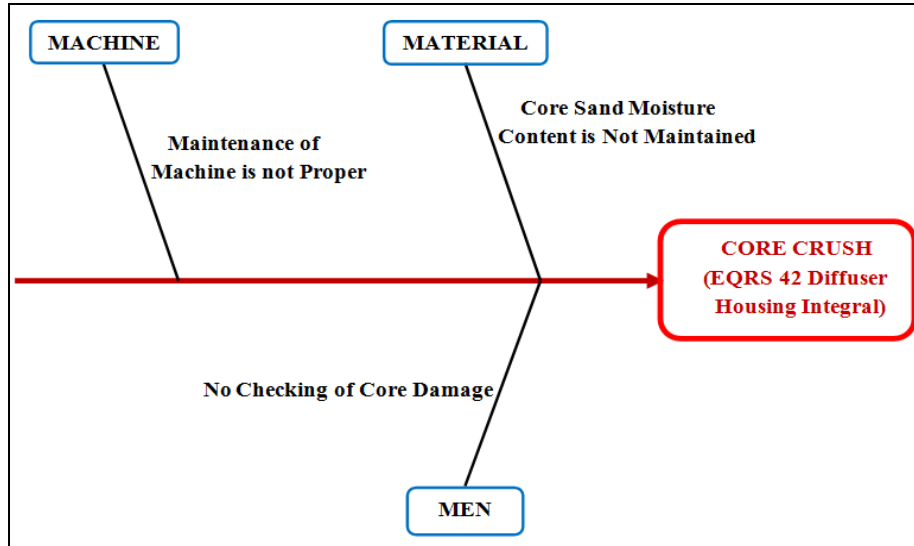 MACHINE
MATERIAL
Core Sand Moisture
Content is Not Maintained
Maintenance of
Machine is not Proper
CORE CRUSH
(EQRS 42 Diffuser
Housing Integral)
No Checking of Core Damage
MEN